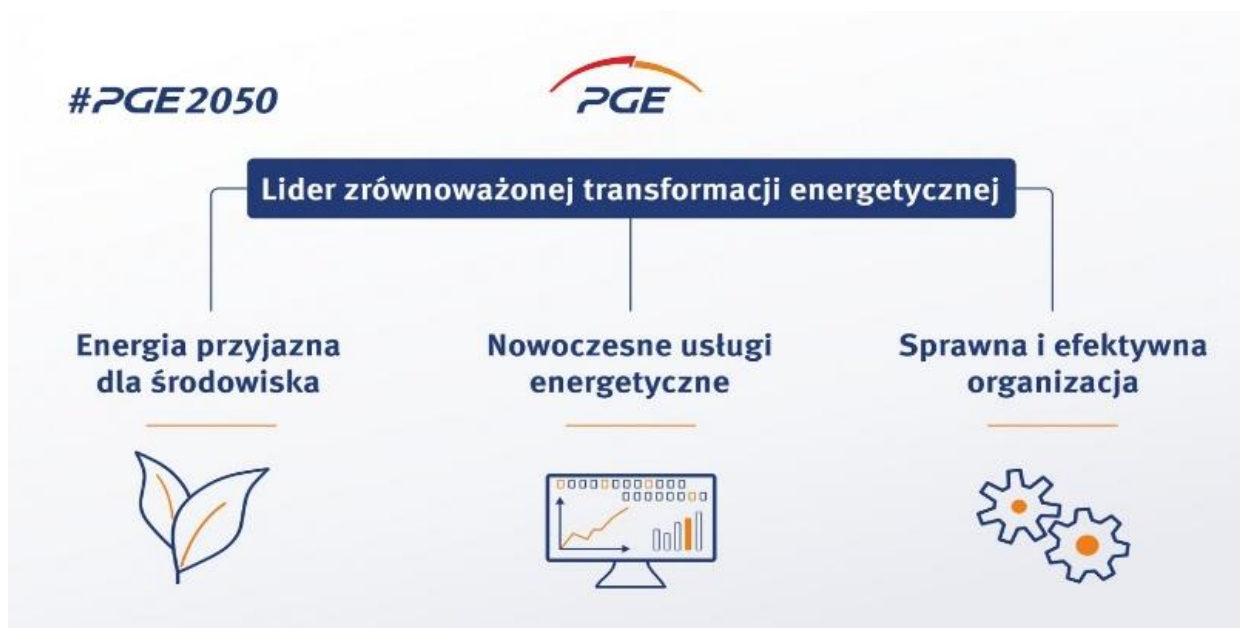 #PGE2050
PGE
Lider zrównoważonej transformacji energetycznej
Energia przyjazna
dla środowiska
Nowoczesne usługi
energetyczne
Sprawna i efektywna
organizacja